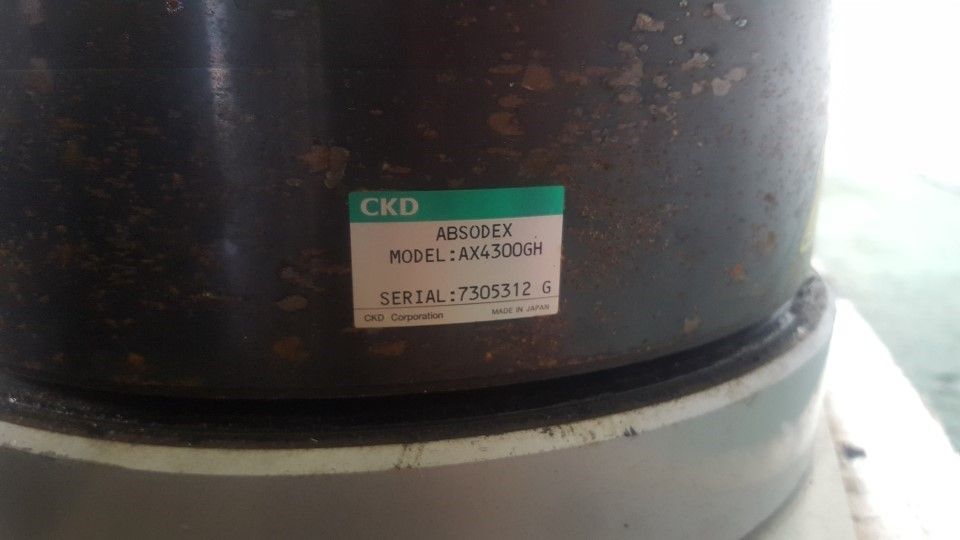 CKD
ABSODEX
MODEL:AX4300GH
SERIAL:7305312 G
CKD Corporation MADE IN JAPAN